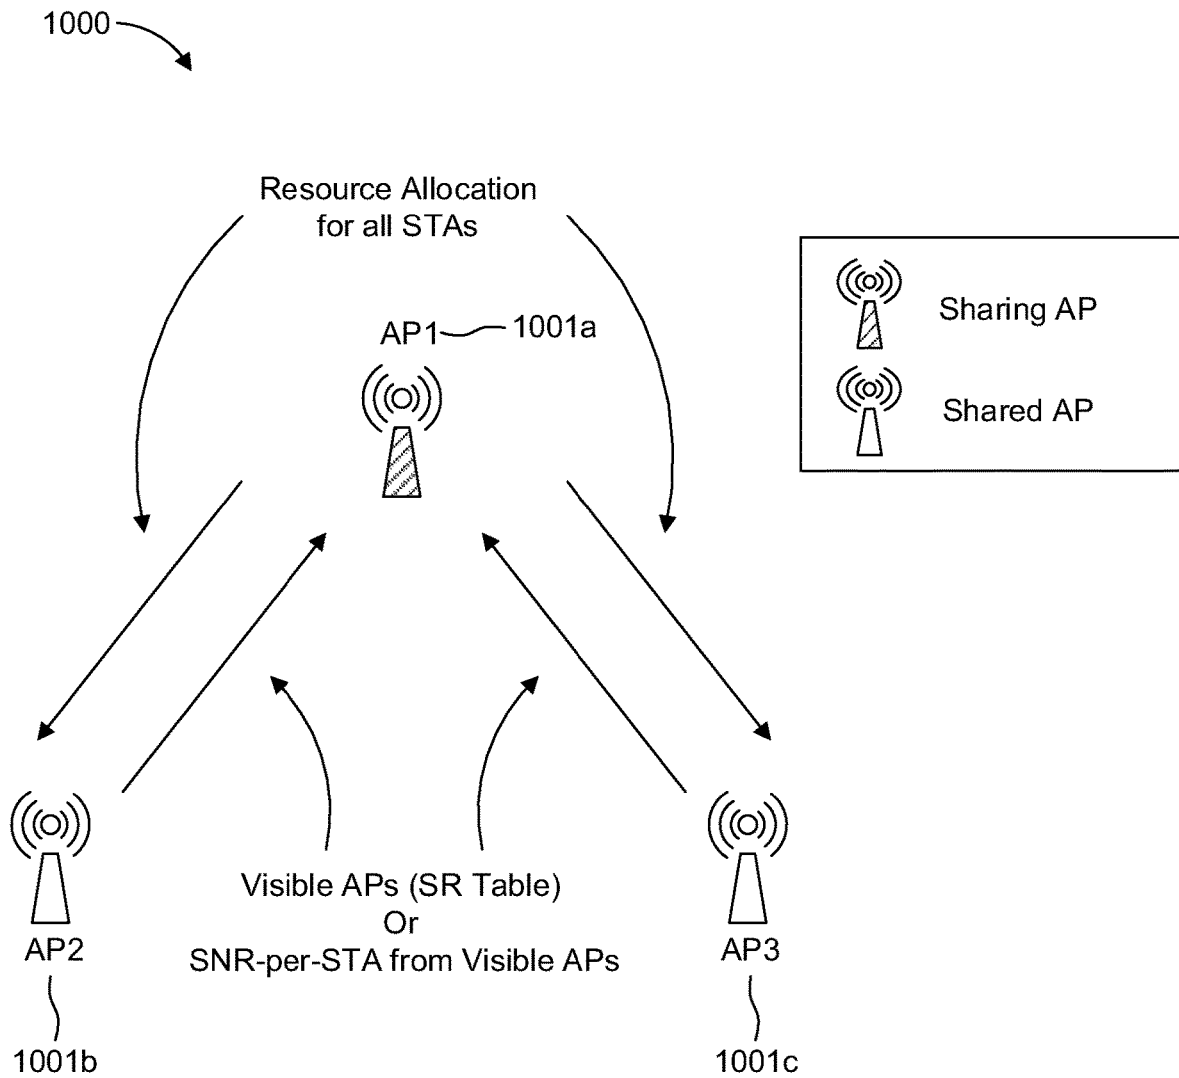 1000
Resource Allocation
for all STAs
AP1
1001a
Sharing AP
Shared AP
Visible APs (SR Table)
Or
SNR-per-STA from Visible APs
AP2
AP3
1001b
1001c